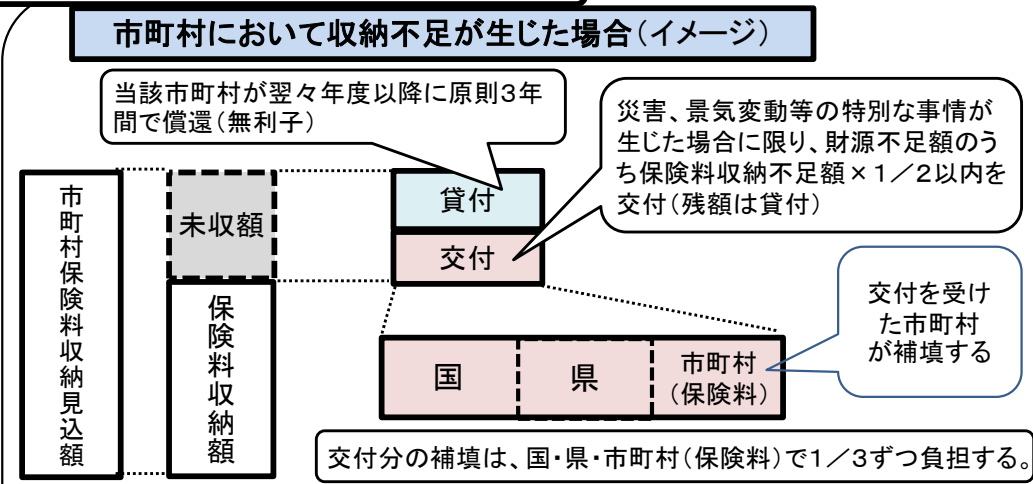 市町村において収納不足が生じた場合(イメージ)
当該市町村が翌々年度以降に原則3年
間で償還(無利子)
災害、景気変動等の特別な事情が
生じた場合に限り、財源不足額のう
ち保険料収納不足額×1/2以内を
交付(残額は貸付)
市町村保険料収納見込額
未収額
保険料収納額
貸付
交付
交付を受け
た市町村
が補填する
国
県
市町村
(保険料)
交付分の補填は、国・県・市町村(保険料)で1/3ずつ負担する。